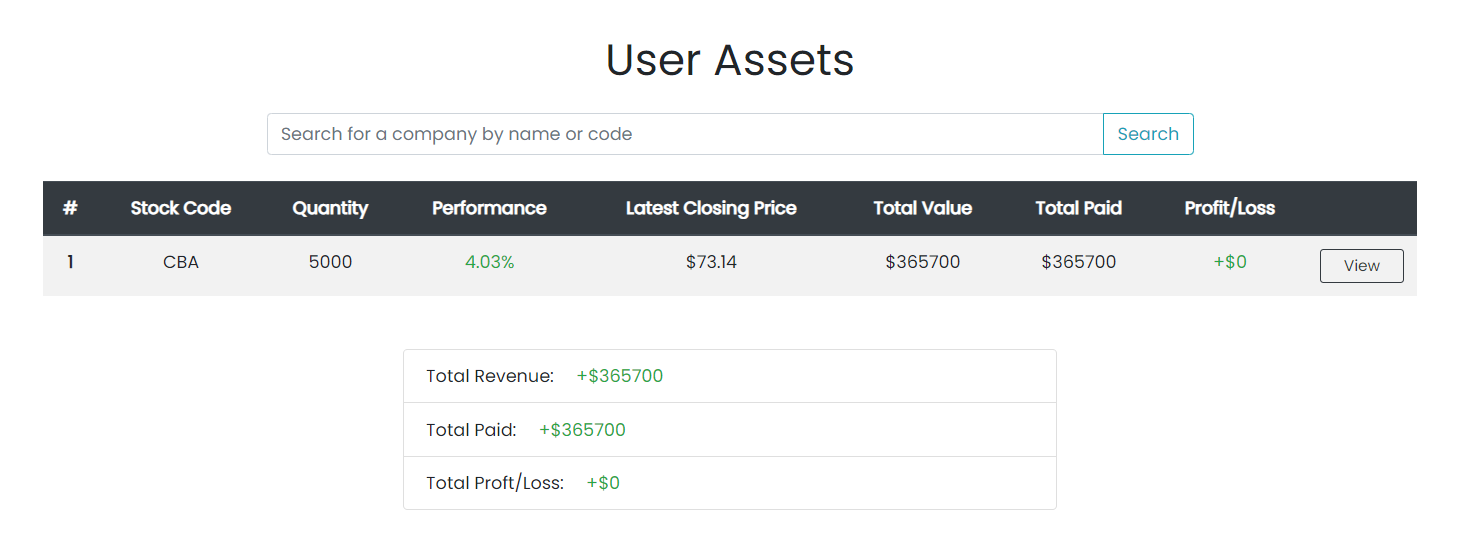 User Assets
Search for a company by name or code Search
# Stock Code Quantity Performance Latest Closing Price Total Value Total Paid Profit/Loss
1 CBA 5000 4.03% $73.14 $365700 $365700 +$0 View
Total Revenue: +$365700
Total Paid: +$365700
Total Proft/Loss: +$0